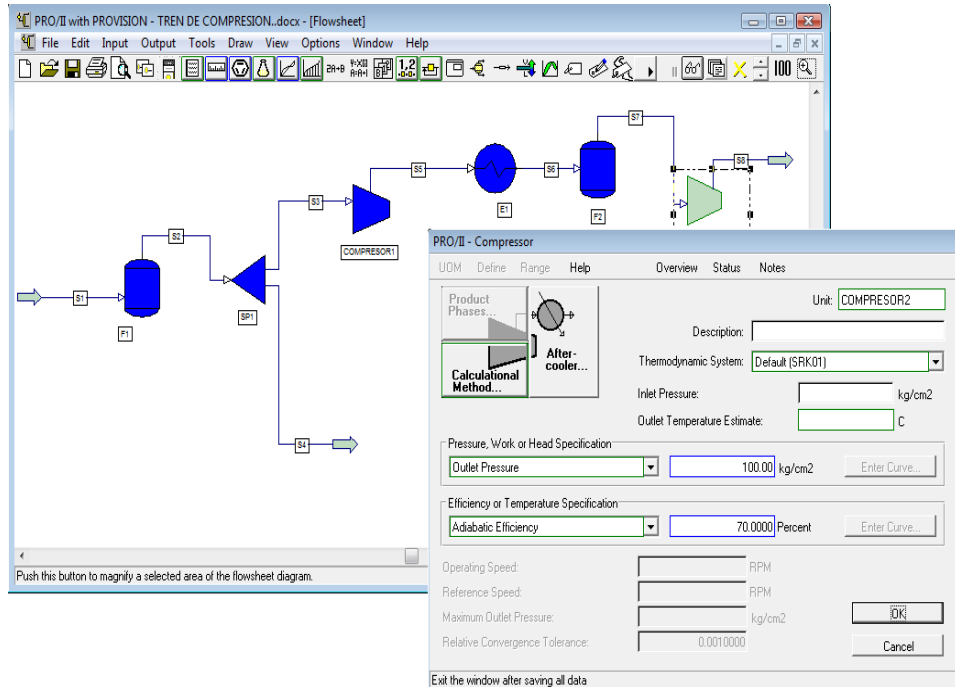 PRO/II with PROVISION - TREN DE COMPRESION..docx - [Flowsheet]
File Edit Input Output Tools Draw View Options Window Help
2A→B
1.2
100
S7
S8
S5
S6
E1
F2
S3
COMPRESOR1
S2
S1
F1
SP1
S4
Push this button to magnify a selected area of the flowsheet diagram.
PRO/II - Compressor
UOM Define Range Help Overview Status Notes
Product
Phases...
After-
cooler...
Calculational
Method...
Unit: COMPRESOR2
Description:
Thermodynamic System: Default (SRK01)
Inlet Pressure: kg/cm2
Outlet Temperature Estimate: C
Pressure, Work or Head Specification
Outlet Pressure 100.00 kg/cm2 Enter Curve...
Efficiency or Temperature Specification
Adiabatic Efficiency 70.0000 Percent Enter Curve...
Operating Speed: RPM
Reference Speed: RPM
Maximum Outlet Pressure: kg/cm2
Relative Convergence Tolerance: 0.0010000
OK
Cancel
Exit the window after saving all data